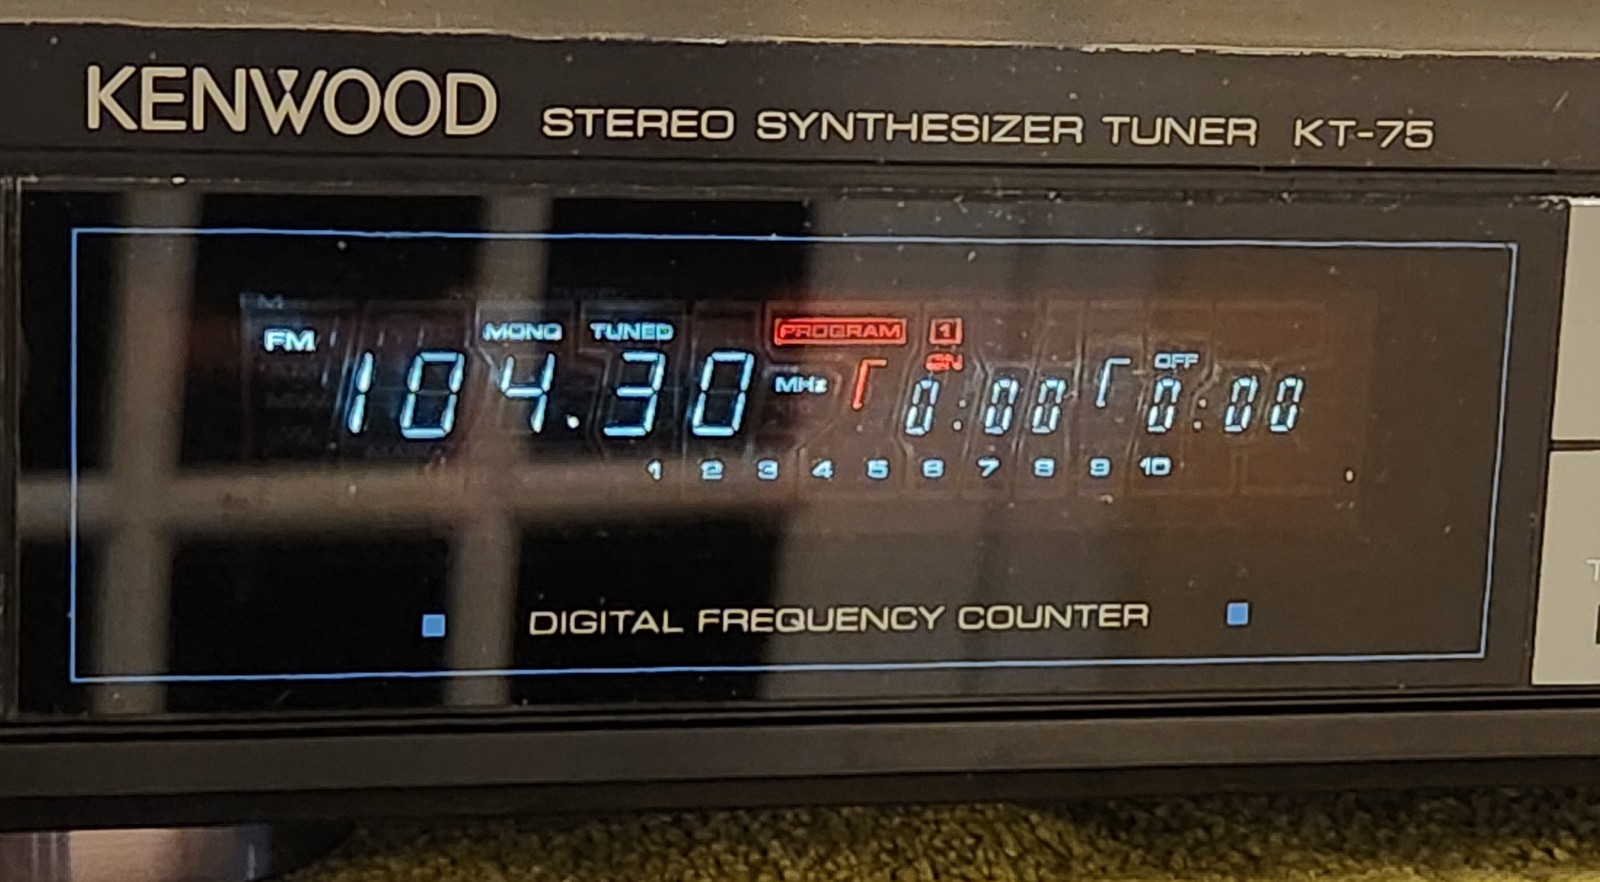 KENWOOD STEREO SYNTHESIZER TUNER KT-75
FM MONO TUNED PROGRAM 1
ON OFF
104.30 MHz 0:00 0:00
1 2 3 4 5 6 7 8 9 10
DIGITAL FREQUENCY COUNTER